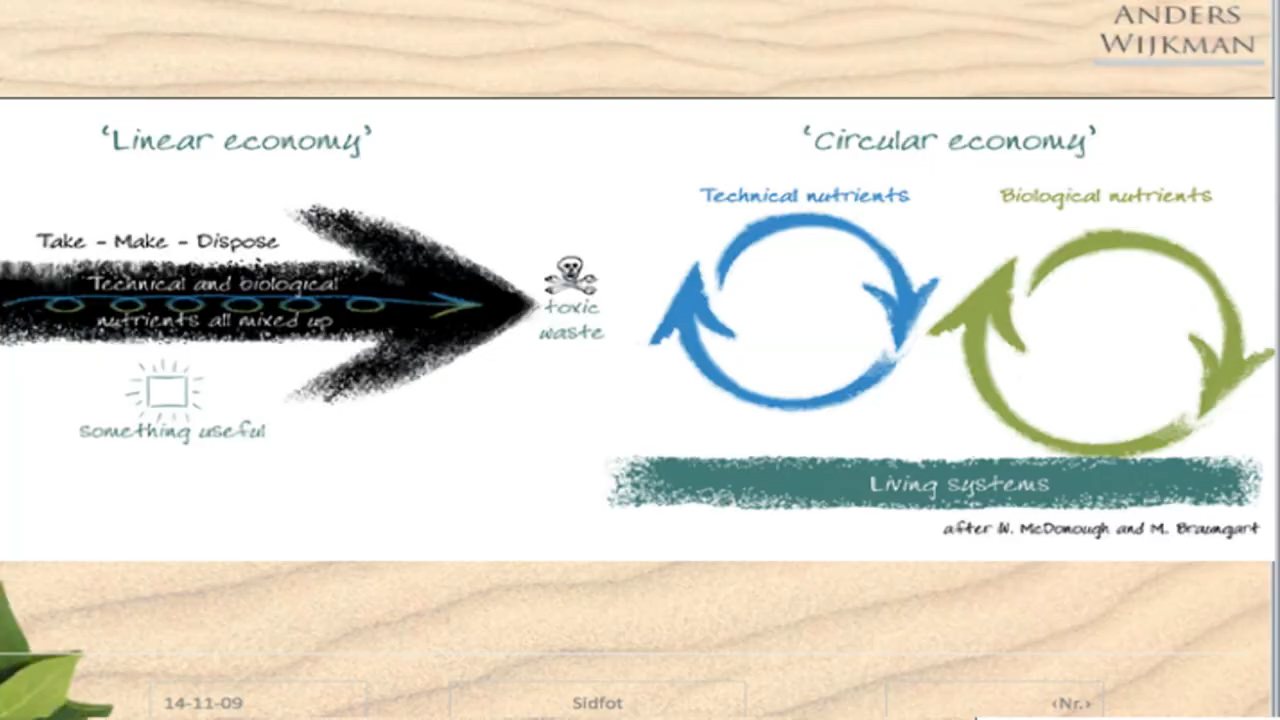 ANDERS
WIJKMAN
‘Linear economy’
Take - Make - Dispose
Technical and biological
nutrients all mixed up
toxic
waste
something useful
‘Circular economy’
Technical nutrients
Biological nutrients
Living systems
after W. McDonough and M. Braungart
14-11-09
Sidfot
‹Nr.›